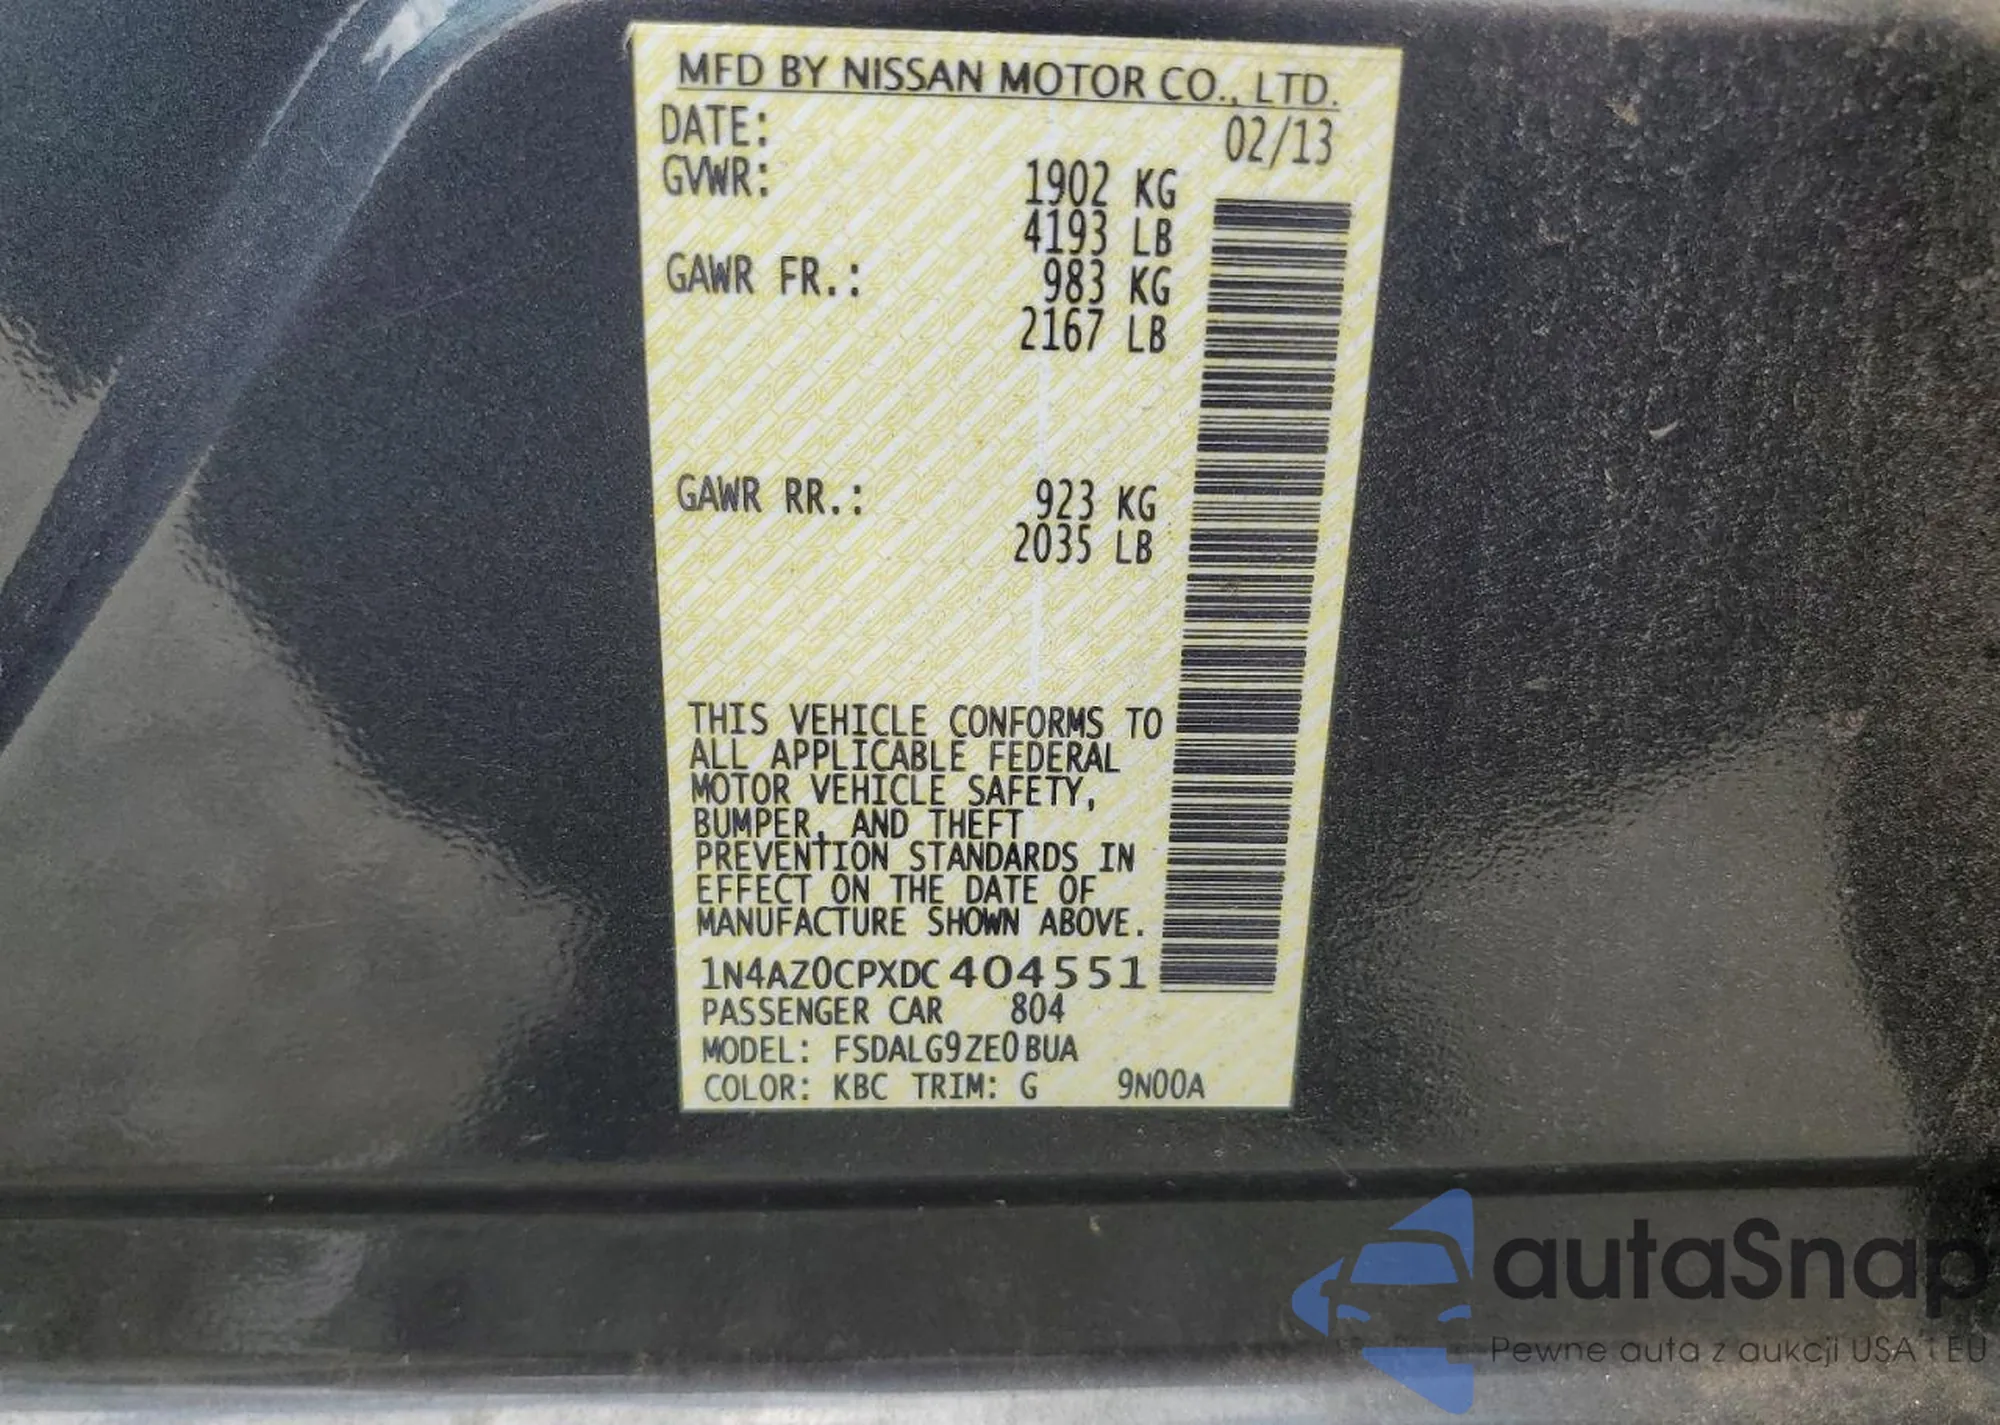 MFD BY NISSAN MOTOR CO., LTD.
DATE: 02/13
GVWR: 1902 KG
4193 LB
GAWR FR.: 983 KG
2167 LB
GAWR RR.: 923 KG
2035 LB
THIS VEHICLE CONFORMS TO
ALL APPLICABLE FEDERAL
MOTOR VEHICLE SAFETY,
BUMPER, AND THEFT
PREVENTION STANDARDS IN
EFFECT ON THE DATE OF
MANUFACTURE SHOWN ABOVE.
1N4AZ0CPXDC404551
PASSENGER CAR 804
MODEL: FSDALG9ZE0BUA
COLOR: KBC TRIM: G 9N00A
autaSnap
Pewne auta z aukcji USA i EU